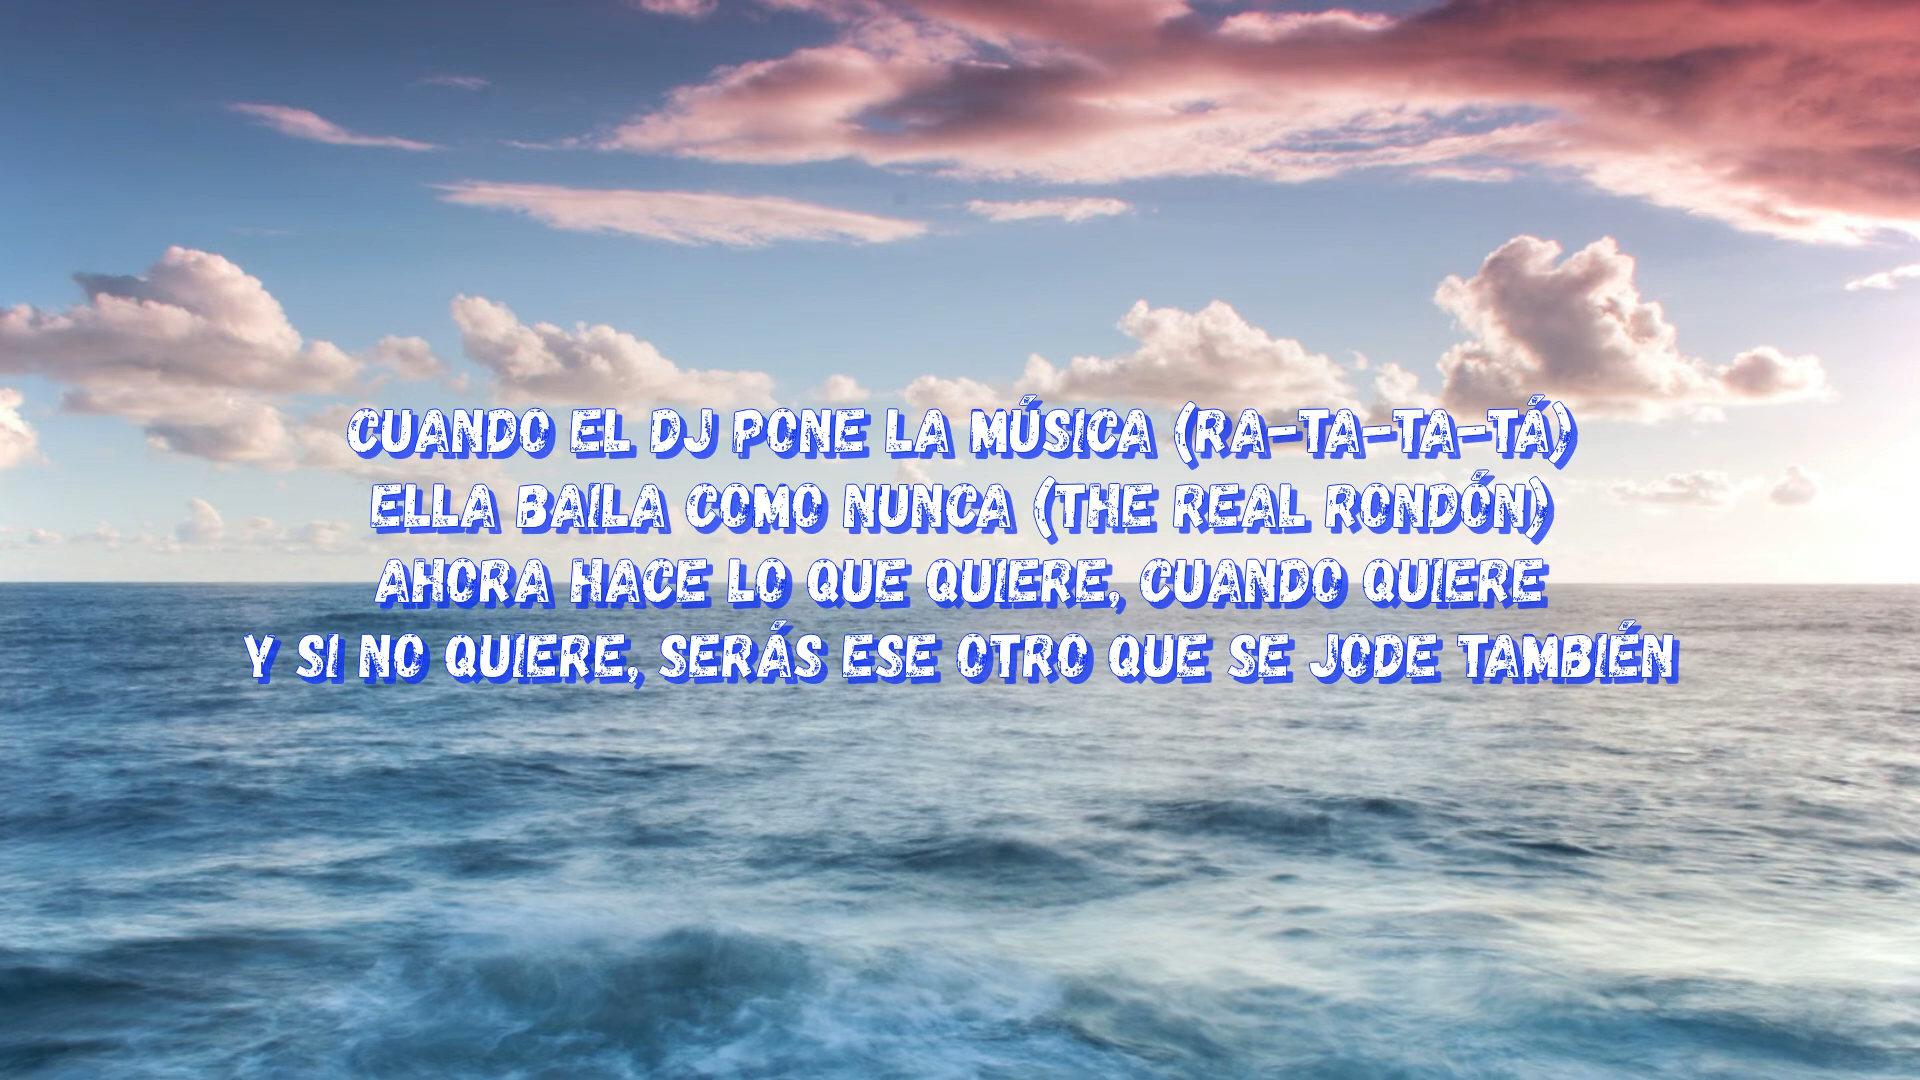 CUANDO EL DJ PONE LA MÚSICA (RA-TA-TA-TÁ)
ELLA BAILA COMO NUNCA (THE REAL RONDÓN)
AHORA HACE LO QUE QUIERE, CUANDO QUIERE
Y SI NO QUIERE, SERÁS ESE OTRO QUE SE JODE TAMBIÉN